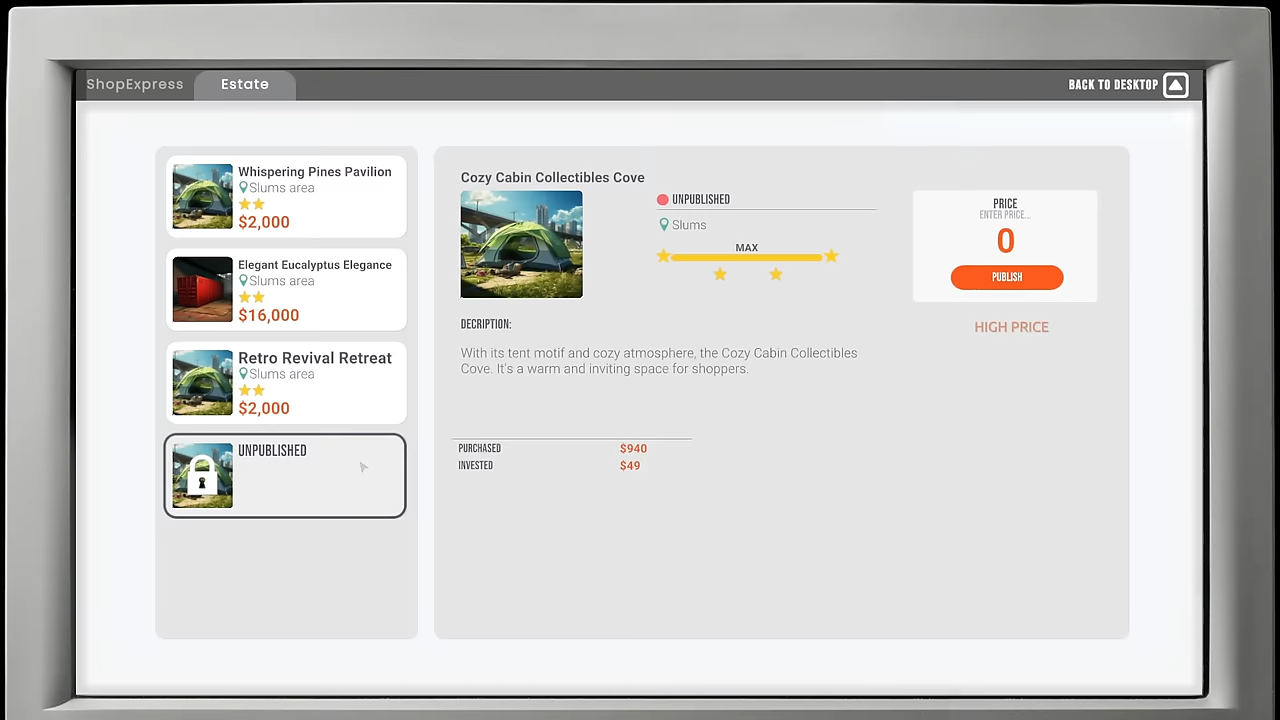 ShopExpress
Estate
BACK TO DESKTOP
Whispering Pines Pavilion
Slums area
$2,000
Elegant Eucalyptus Elegance
Slums area
$16,000
Retro Revival Retreat
Slums area
$2,000
UNPUBLISHED
Cozy Cabin Collectibles Cove
UNPUBLISHED
Slums
MAX
PRICE
ENTER PRICE...
0
PUBLISH
HIGH PRICE
DECRIPTION:
With its tent motif and cozy atmosphere, the Cozy Cabin Collectibles
Cove. It's a warm and inviting space for shoppers.
PURCHASED $940
INVESTED $49